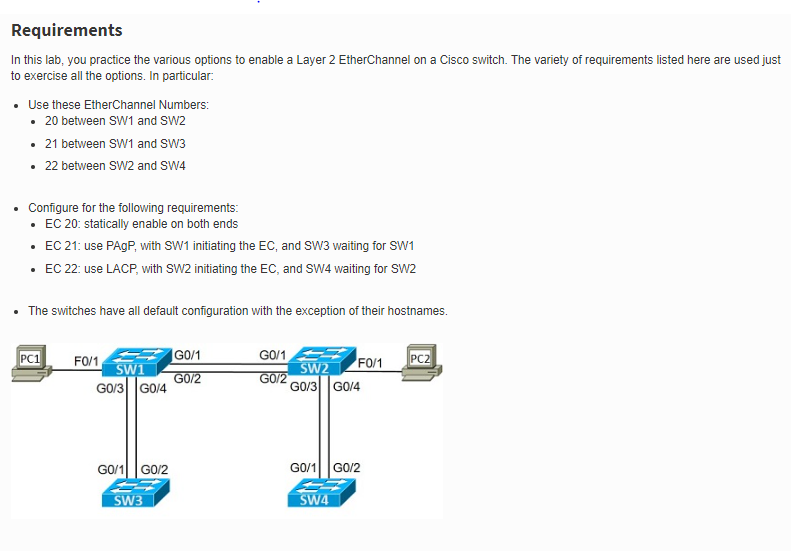 Requirements
In this lab, you practice the various options to enable a Layer 2 EtherChannel on a Cisco switch. The variety of requirements listed here are used just
to exercise all the options. In particular:
• Use these EtherChannel Numbers:
• 20 between SW1 and SW2
• 21 between SW1 and SW3
• 22 between SW2 and SW4
• Configure for the following requirements:
• EC 20: statically enable on both ends
• EC 21: use PAgP, with SW1 initiating the EC, and SW3 waiting for SW1
• EC 22: use LACP, with SW2 initiating the EC, and SW4 waiting for SW2
• The switches have all default configuration with the exception of their hostnames.
PC1 F0/1 SW1 G0/1 G0/1 SW2 F0/1 PC2
G0/2 G0/2
G0/3 G0/4 G0/3 G0/4
G0/1 G0/2 G0/1 G0/2
SW3 SW4